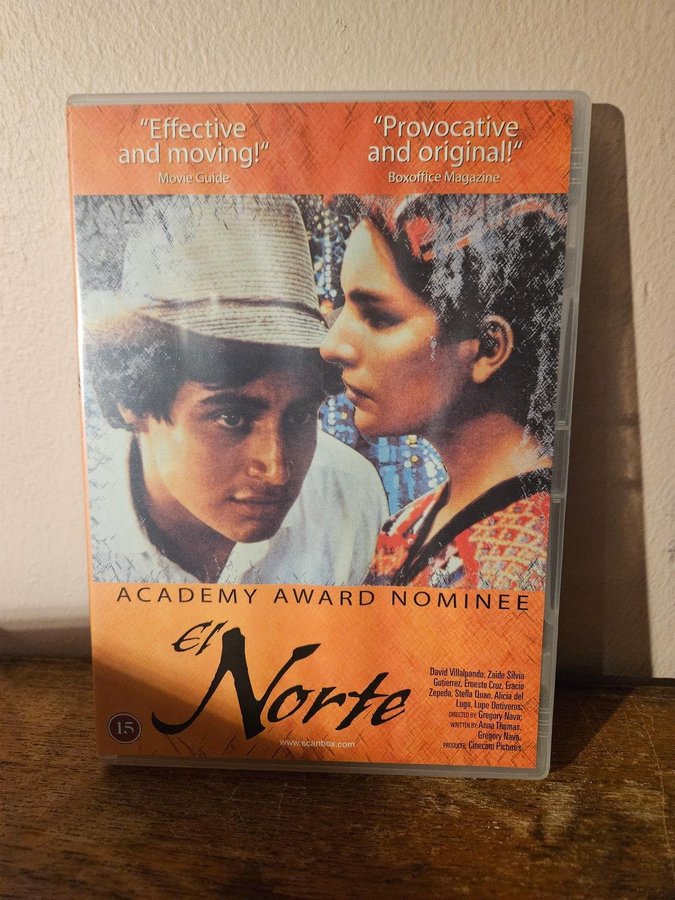 "Effective
and moving!"
Movie Guide
"Provocative
and original!"
Boxoffice Magazine
ACADEMY AWARD NOMINEE
El Norte
David Villalpando, Zaide Silvia
Gutierrez, Ernesto Cruz, Eracio
Zepeda, Stella Quan, Alicia del
Lugo, Lupe Ontiveros;
DIRECTED BY: Gregory Nava;
WRITTEN BY: Anna Thomas,
Gregory Nava;
PRODUCER: Cinecom Pictures
15
www.scanbox.com